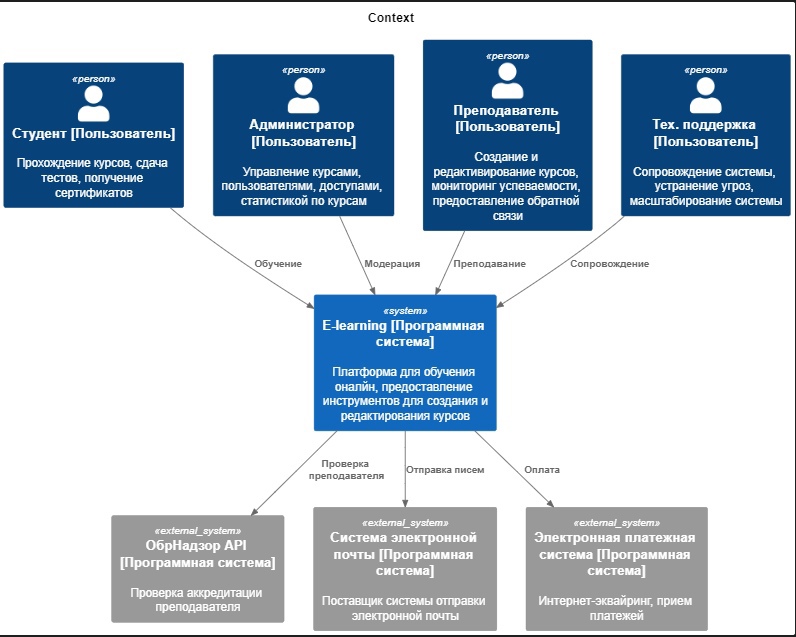 Context
«person»
Студент [Пользователь]
Прохождение курсов, сдача
тестов, получение
сертификатов
«person»
Администратор
[Пользователь]
Управление курсами,
пользователями, доступами,
статистикой по курсам
«person»
Преподаватель
[Пользователь]
Создание и
редактивирование курсов,
мониторинг успеваемости,
предоставление обратной
связи
«person»
Тех. поддержка
[Пользователь]
Сопровождение системы,
устранение угроз,
масштабирование системы
Обучение
Модерация
Преподавание
Сопровождение
«system»
E-learning [Программная
система]
Платформа для обучения
оналйн, предоставление
инструментов для создания и
редактирования курсов
Проверка
преподавателя
Отправка писем
Оплата
«external_system»
ОбрНадзор API
[Программная система]
Проверка аккредитации
преподавателя
«external_system»
Система электронной
почты [Программная
система]
Поставщик системы отправки
электронной почты
«external_system»
Электронная платежная
система [Программная
система]
Интернет-эквайринг, прием
платежей